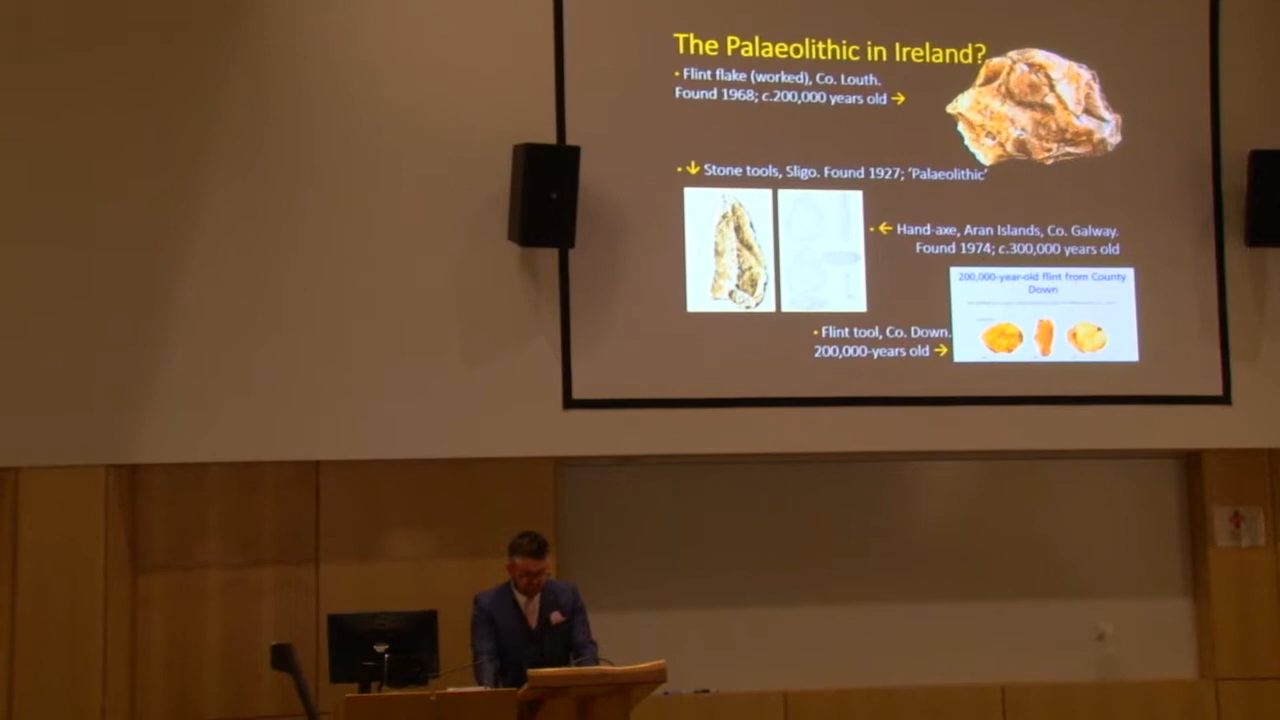 The Palaeolithic in Ireland?
• Flint flake (worked), Co. Louth.
Found 1968; c.200,000 years old →
• ↓ Stone tools, Sligo. Found 1927; ‘Palaeolithic’
• ← Hand-axe, Aran Islands, Co. Galway.
Found 1974; c.300,000 years old
200,000-year-old flint from County
Down
• Flint tool, Co. Down.
200,000-years old →